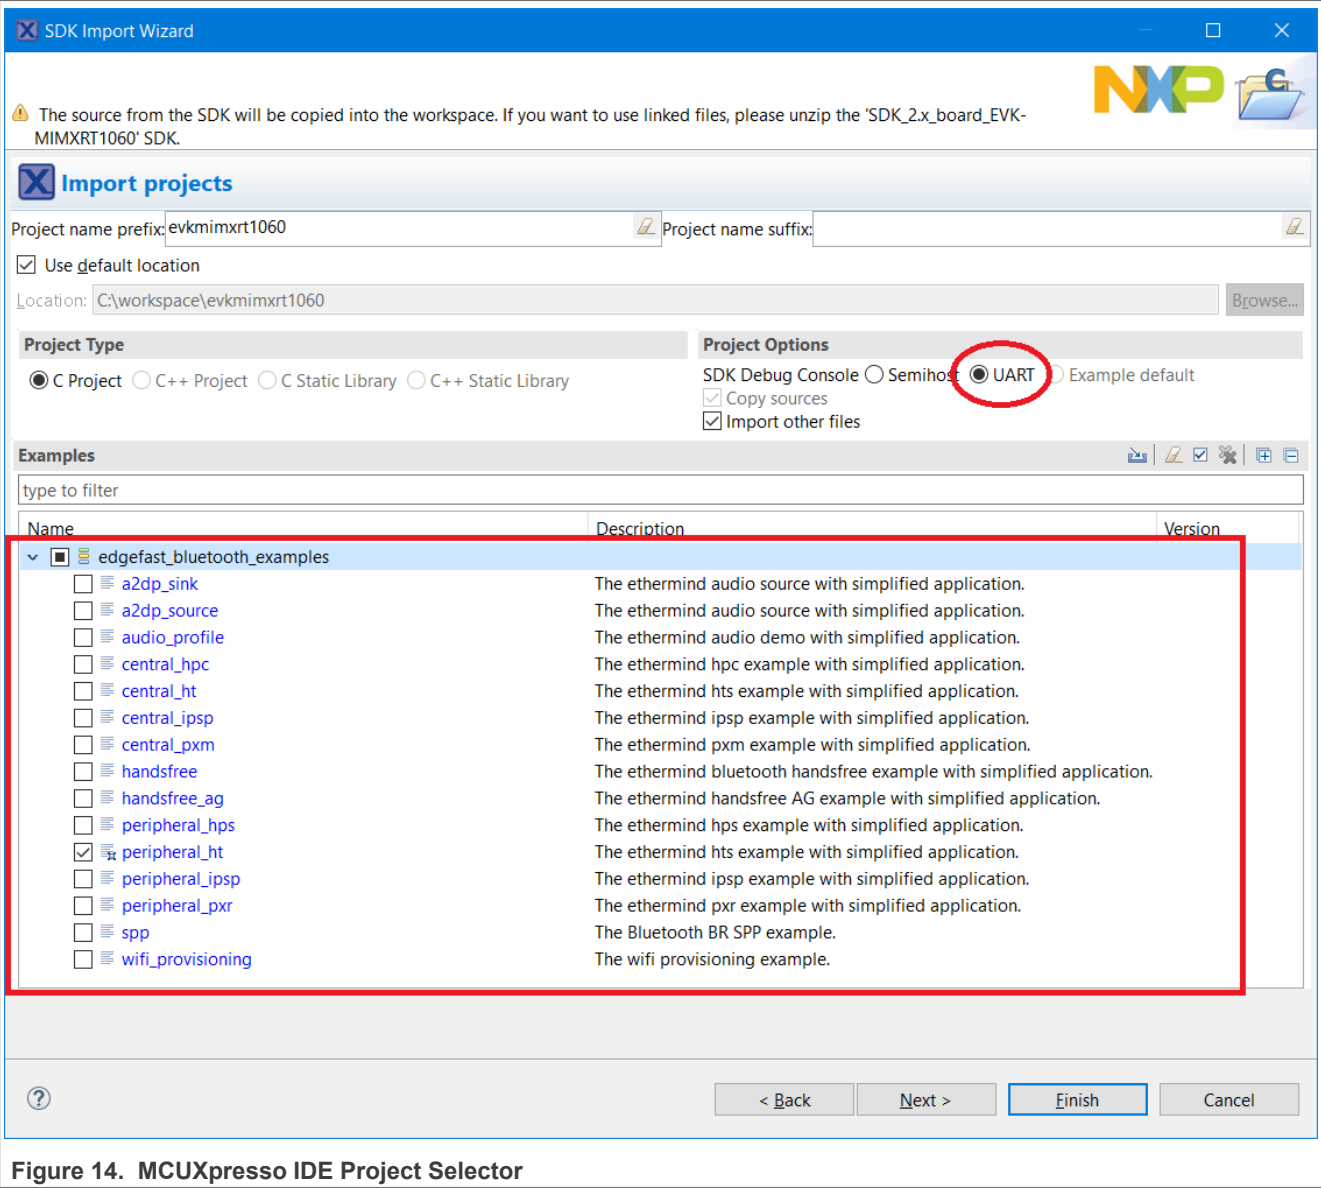 SDK Import Wizard
NXP
The source from the SDK will be copied into the workspace. If you want to use linked files, please unzip the 'SDK_2.x_board_EVK-
MIMXRT1060' SDK.
Import projects
Project name prefix: evkmimxrt1060 Project name suffix:
Use default location
Location: C:\workspace\evkmimxrt1060 Browse...
Project Type Project Options
C Project C++ Project C Static Library C++ Static Library SDK Debug Console Semihost UART Example default
Copy sources
Import other files
Examples
type to filter
Name Description Version
edgefast_bluetooth_examples
a2dp_sink The ethermind audio source with simplified application.
a2dp_source The ethermind audio source with simplified application.
audio_profile The ethermind audio demo with simplified application.
central_hpc The ethermind hpc example with simplified application.
central_ht The ethermind hts example with simplified application.
central_ipsp The ethermind ipsp example with simplified application.
central_pxm The ethermind pxm example with simplified application.
handsfree The ethermind bluetooth handsfree example with simplified application.
handsfree_ag The ethermind handsfree AG example with simplified application.
peripheral_hps The ethermind hps example with simplified application.
peripheral_ht The ethermind hts example with simplified application.
peripheral_ipsp The ethermind ipsp example with simplified application.
peripheral_pxr The ethermind pxr example with simplified application.
spp The Bluetooth BR SPP example.
wifi_provisioning The wifi provisioning example.
< Back Next > Finish Cancel
Figure 14. MCUXpresso IDE Project Selector